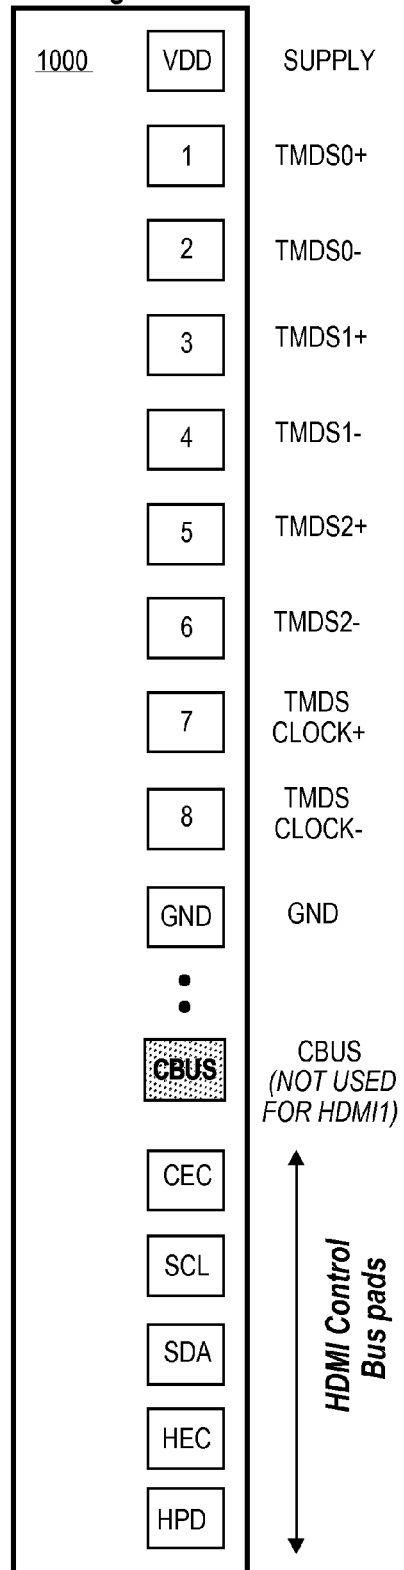 1000 VDD SUPPLY
1 TMDS0+
2 TMDS0-
3 TMDS1+
4 TMDS1-
5 TMDS2+
6 TMDS2-
7 TMDS
CLOCK+
8 TMDS
CLOCK-
GND GND
CBUS CBUS
(NOT USED
FOR HDMI1)
CEC
SCL
SDA
HEC
HPD
HDMI Control
Bus pads